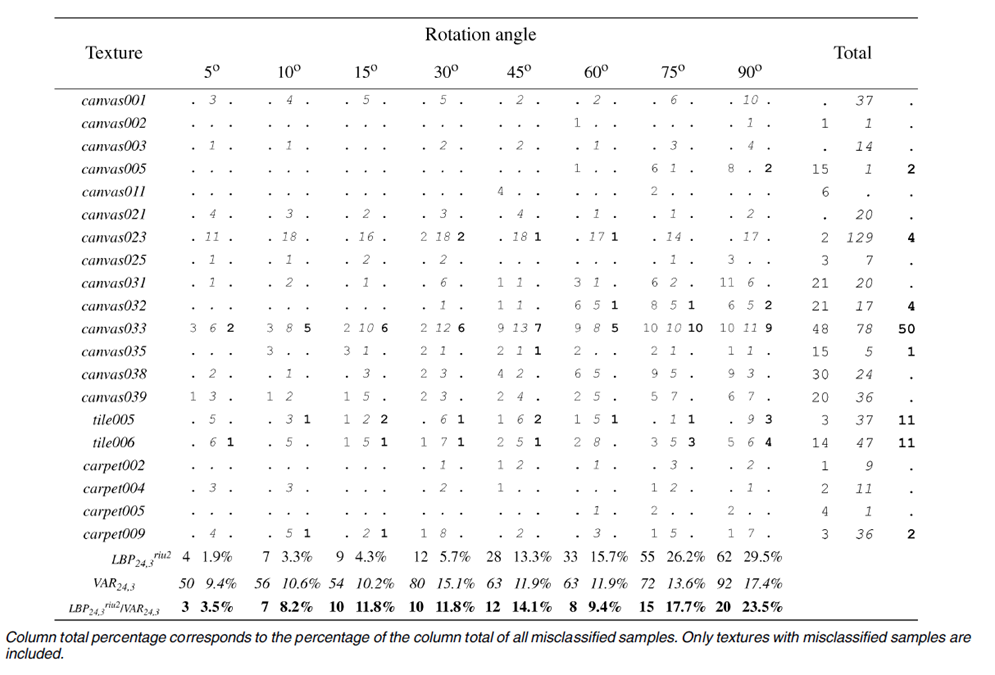 Texture Rotation angle Total
5° 10° 15° 30° 45° 60° 75° 90°
canvas001 . 3 . . 4 . . 5 . . 5 . . 2 . . 2 . . 6 . . 10 . . 37 .
canvas002 . . . . . . . . . . . . . . . 1 . . . . . . 1 . 1 1 .
canvas003 . 1 . . 1 . . . . . 2 . . 2 . . 1 . . 3 . . 4 . . 14 .
canvas005 . . . . . . . . . . . . . . . 1 . . 6 1 . 8 . 2 15 1 2
canvas011 . . . . . . . . . . . . 4 . . . . . 2 . . . . . 6 . .
canvas021 . 4 . . 3 . . 2 . . 3 . . 4 . . 1 . . 1 . . 2 . . 20 .
canvas023 . 11 . . 18 . . 16 . 2 18 2 . 18 1 . 17 1 . 14 . . 17 . 2 129 4
canvas025 . 1 . . 1 . . 2 . . 2 . . . . . . . . 1 . 3 . . 3 7 .
canvas031 . 1 . . 2 . . 1 . . 6 . 1 1 . 3 1 . 6 2 . 11 6 . 21 20 .
canvas032 . . . . . . . . . . 1 . 1 1 . 6 5 1 8 5 1 6 5 2 21 17 4
canvas033 3 6 2 3 8 5 2 10 6 2 12 6 9 13 7 9 8 5 10 10 10 10 11 9 48 78 50
canvas035 . . . 3 . . 3 1 . 2 1 . 2 1 1 2 . . 2 1 . 1 1 . 15 5 1
canvas038 . 2 . . 1 . . 3 . 2 3 . 4 2 . 6 5 . 9 5 . 9 3 . 30 24 .
canvas039 1 3 . 1 2 1 5 . 2 3 . 2 4 . 2 5 . 5 7 . 6 7 . 20 36 .
tile005 . 5 . . 3 1 1 2 2 . 6 1 1 6 2 1 5 1 . 1 1 . 9 3 3 37 11
tile006 . 6 1 . 5 . 1 5 1 1 7 1 2 5 1 2 8 . 3 5 3 5 6 4 14 47 11
carpet002 . . . . . . . . . . 1 . 1 2 . . 1 . . 3 . . 2 . 1 9 .
carpet004 . 3 . . 3 . . . . . 2 . 1 . . . . . 1 2 . . 1 . 2 11 .
carpet005 . . . . . . . . . . . . . . . . 1 . 2 . . 2 . . 4 1 .
carpet009 . 4 . . 5 1 . 2 1 1 8 . . 2 . . 3 . 1 5 . 1 7 . 3 36 2
LBP24,3riu2 4 1.9% 7 3.3% 9 4.3% 12 5.7% 28 13.3% 33 15.7% 55 26.2% 62 29.5%
VAR24,3 50 9.4% 56 10.6% 54 10.2% 80 15.1% 63 11.9% 63 11.9% 72 13.6% 92 17.4%
LBP24,3riu2/VAR24,3 3 3.5% 7 8.2% 10 11.8% 10 11.8% 12 14.1% 8 9.4% 15 17.7% 20 23.5%
Column total percentage corresponds to the percentage of the column total of all misclassified samples. Only textures with misclassified samples are
included.